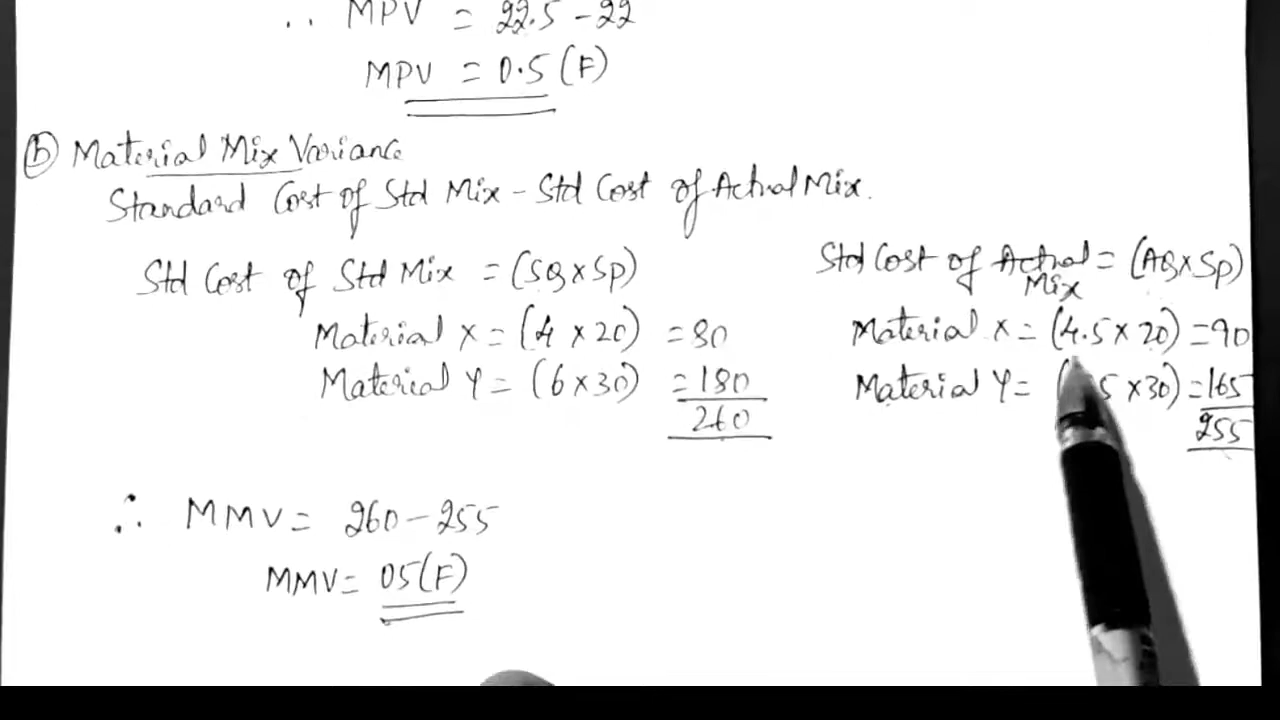 ∴ MPV = 22.5 - 22
MPV = 0.5 (F)
ⓑ Material Mix Variance
Standard Cost of Std Mix - Std Cost of Actual Mix.
Std Cost of Std Mix = (SQ x SP)
Material X = (4 x 20) = 80
Material Y = (6 x 30) = 180
260
Std Cost of Actual Mix = (AQ x SP)
Material X = (4.5 x 20) = 90
Material Y = ( 5 x 30) = 165
255
∴ MMV = 260 - 255
MMV = 05 (F)